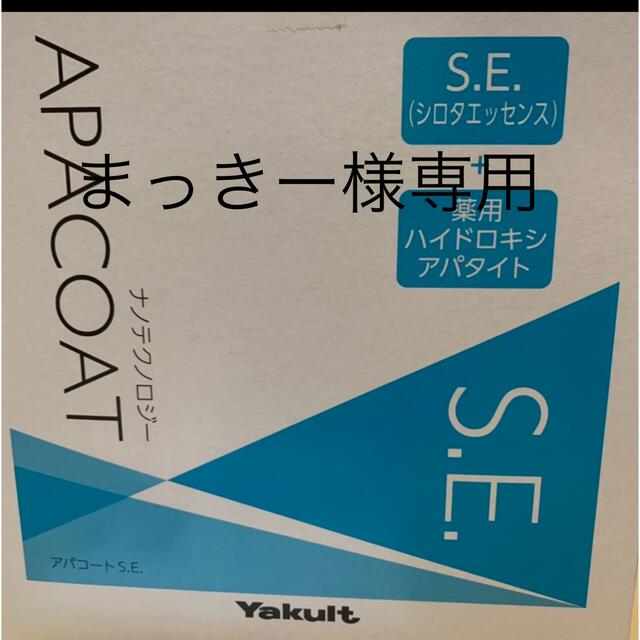 APACOAT
ナノテクノロジー
S.E.
(シロタエッセンス)
+
薬用
ハイドロキシ
アパタイト
まっきー様専用
S.E.
アパコートS.E.
Yakult